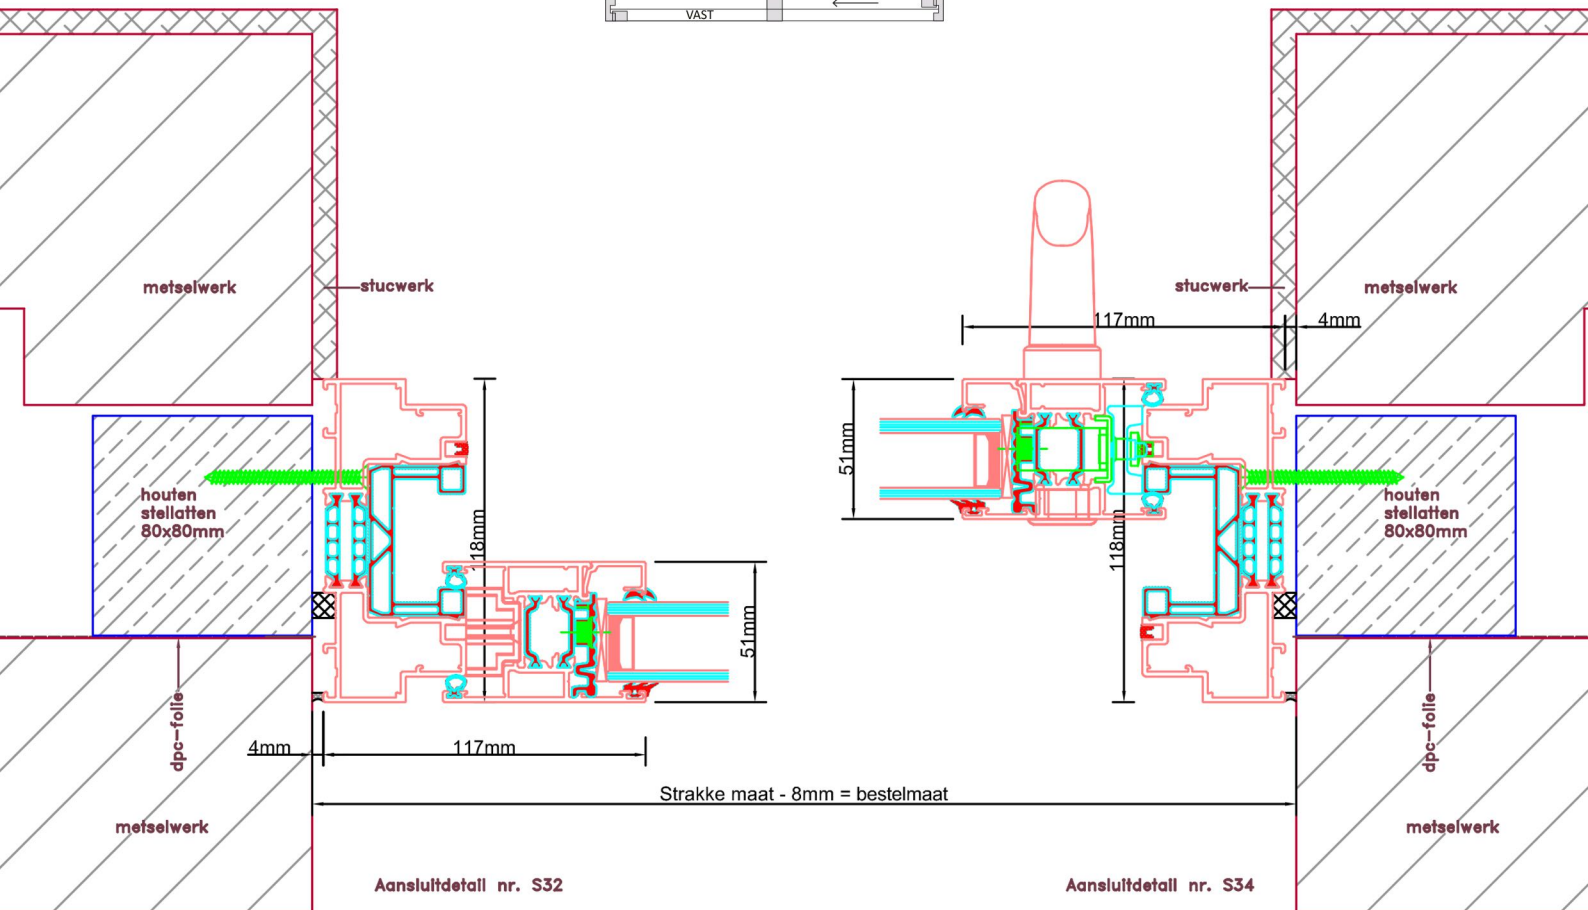 VAST
metselwerk
stucwerk
stucwerk
metselwerk
117mm
4mm
51mm
houten
stellatten
80x80mm
118mm
118mm
houten
stellatten
80x80mm
51mm
dpc-folie
dpc-folie
4mm
117mm
Strakke maat - 8mm = bestelmaat
metselwerk
metselwerk
Aansluitdetail nr. S32
Aansluitdetail nr. S34